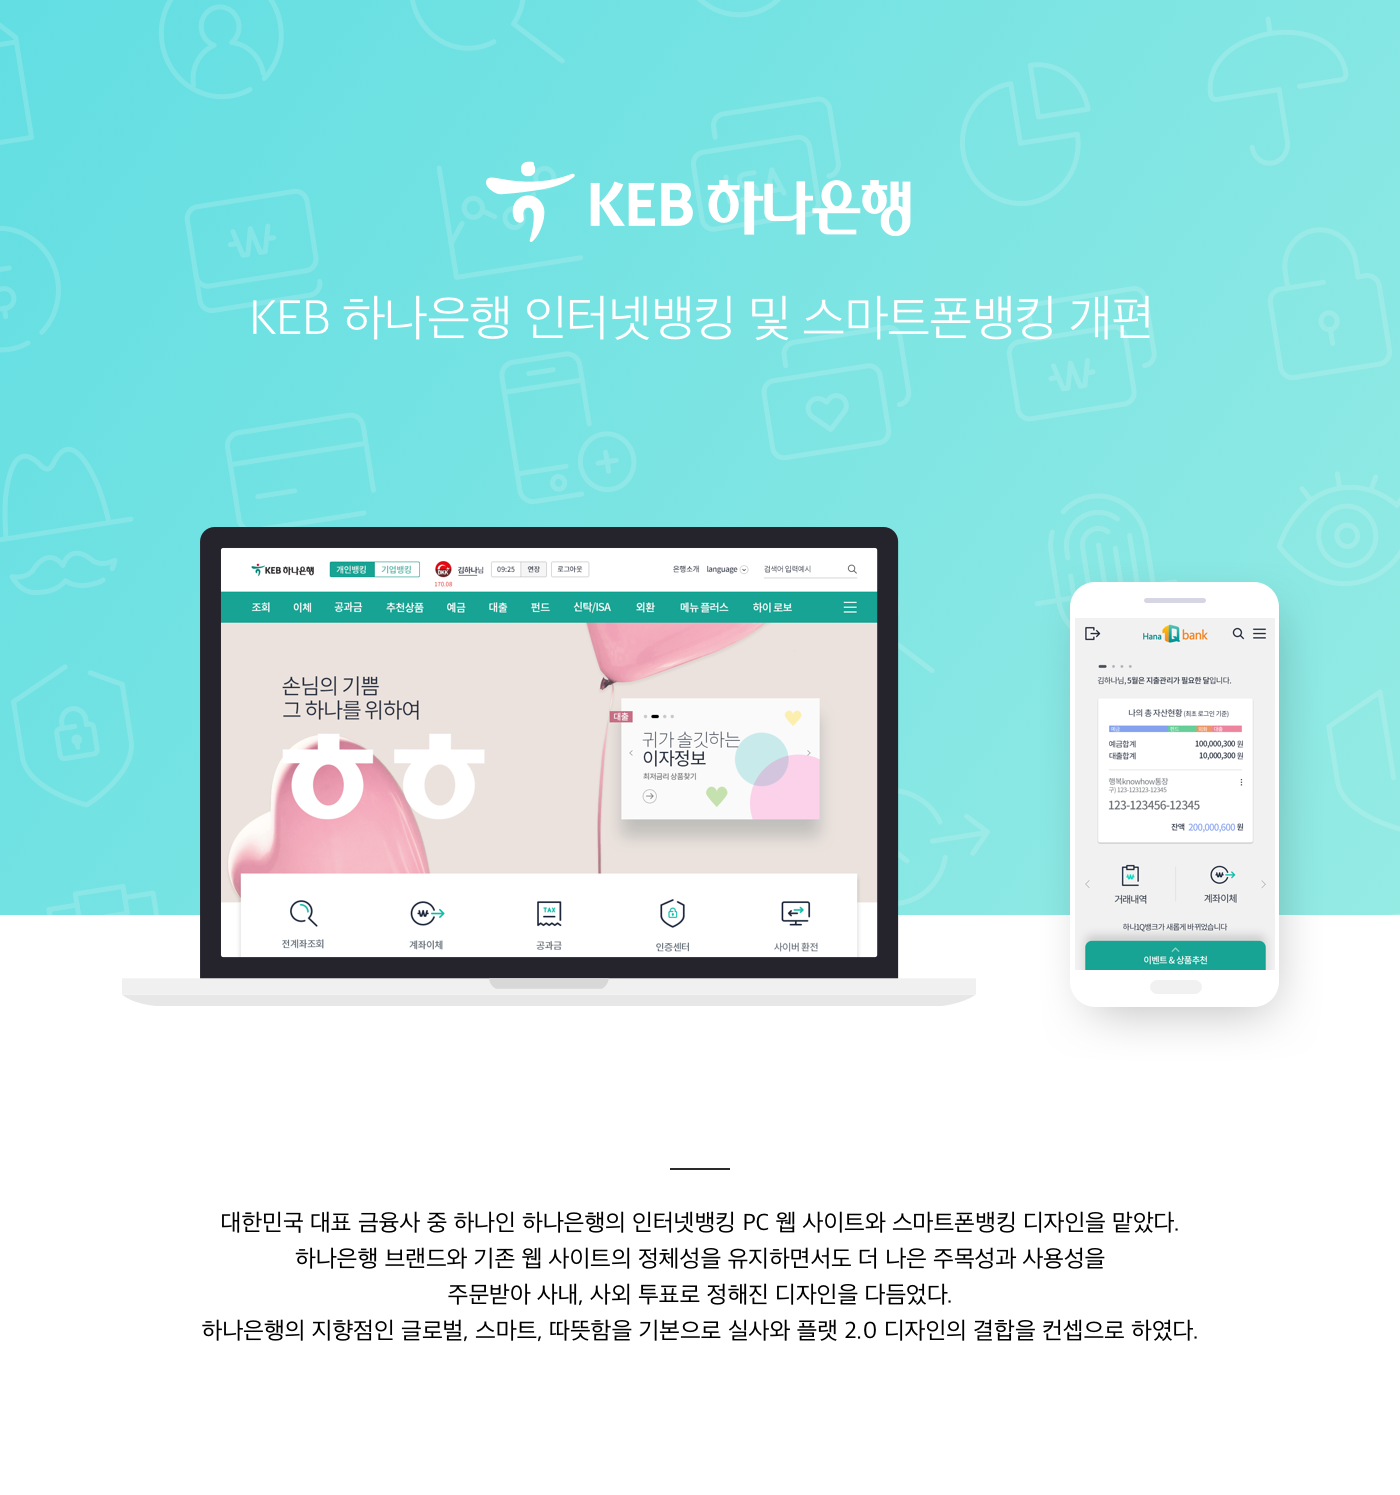 KEB 하나은행
KEB 하나은행 인터넷뱅킹 및 스마트폰뱅킹 개편
KEB 하나은행 개인뱅킹 기업뱅킹 김하나님 09:25 연장 로그아웃 은행소개 language 검색어 입력예시
170.08
조회 이체 공과금 추천상품 예금 대출 펀드 신탁/ISA 외환 메뉴 플러스 하이 로보
손님의 기쁨
그 하나를 위하여
ㅎㅎ
대출
귀가 솔깃하는
이자정보
최저금리 상품찾기
TAX
전계좌조회 계좌이체 공과금 인증센터 사이버 환전
Hana 1Q bank
김하나님, 5월은 지출관리가 필요한 달입니다.
나의 총 자산현황 (최초 로그인 기준)
예금 펀드 외화 대출
예금합계 100,000,300 원
대출합계 10,000,300 원
행복knowhow통장
구) 123-123123-12345
123-123456-12345
잔액 200,000,600 원
거래내역 계좌이체
하나1Q뱅크가 새롭게 바뀌었습니다
이벤트 & 상품추천
대한민국 대표 금융사 중 하나인 하나은행의 인터넷뱅킹 PC 웹 사이트와 스마트폰뱅킹 디자인을 맡았다.
하나은행 브랜드와 기존 웹 사이트의 정체성을 유지하면서도 더 나은 주목성과 사용성을
주문받아 사내, 사외 투표로 정해진 디자인을 다듬었다.
하나은행의 지향점인 글로벌, 스마트, 따뜻함을 기본으로 실사와 플랫 2.0 디자인의 결합을 컨셉으로 하였다.